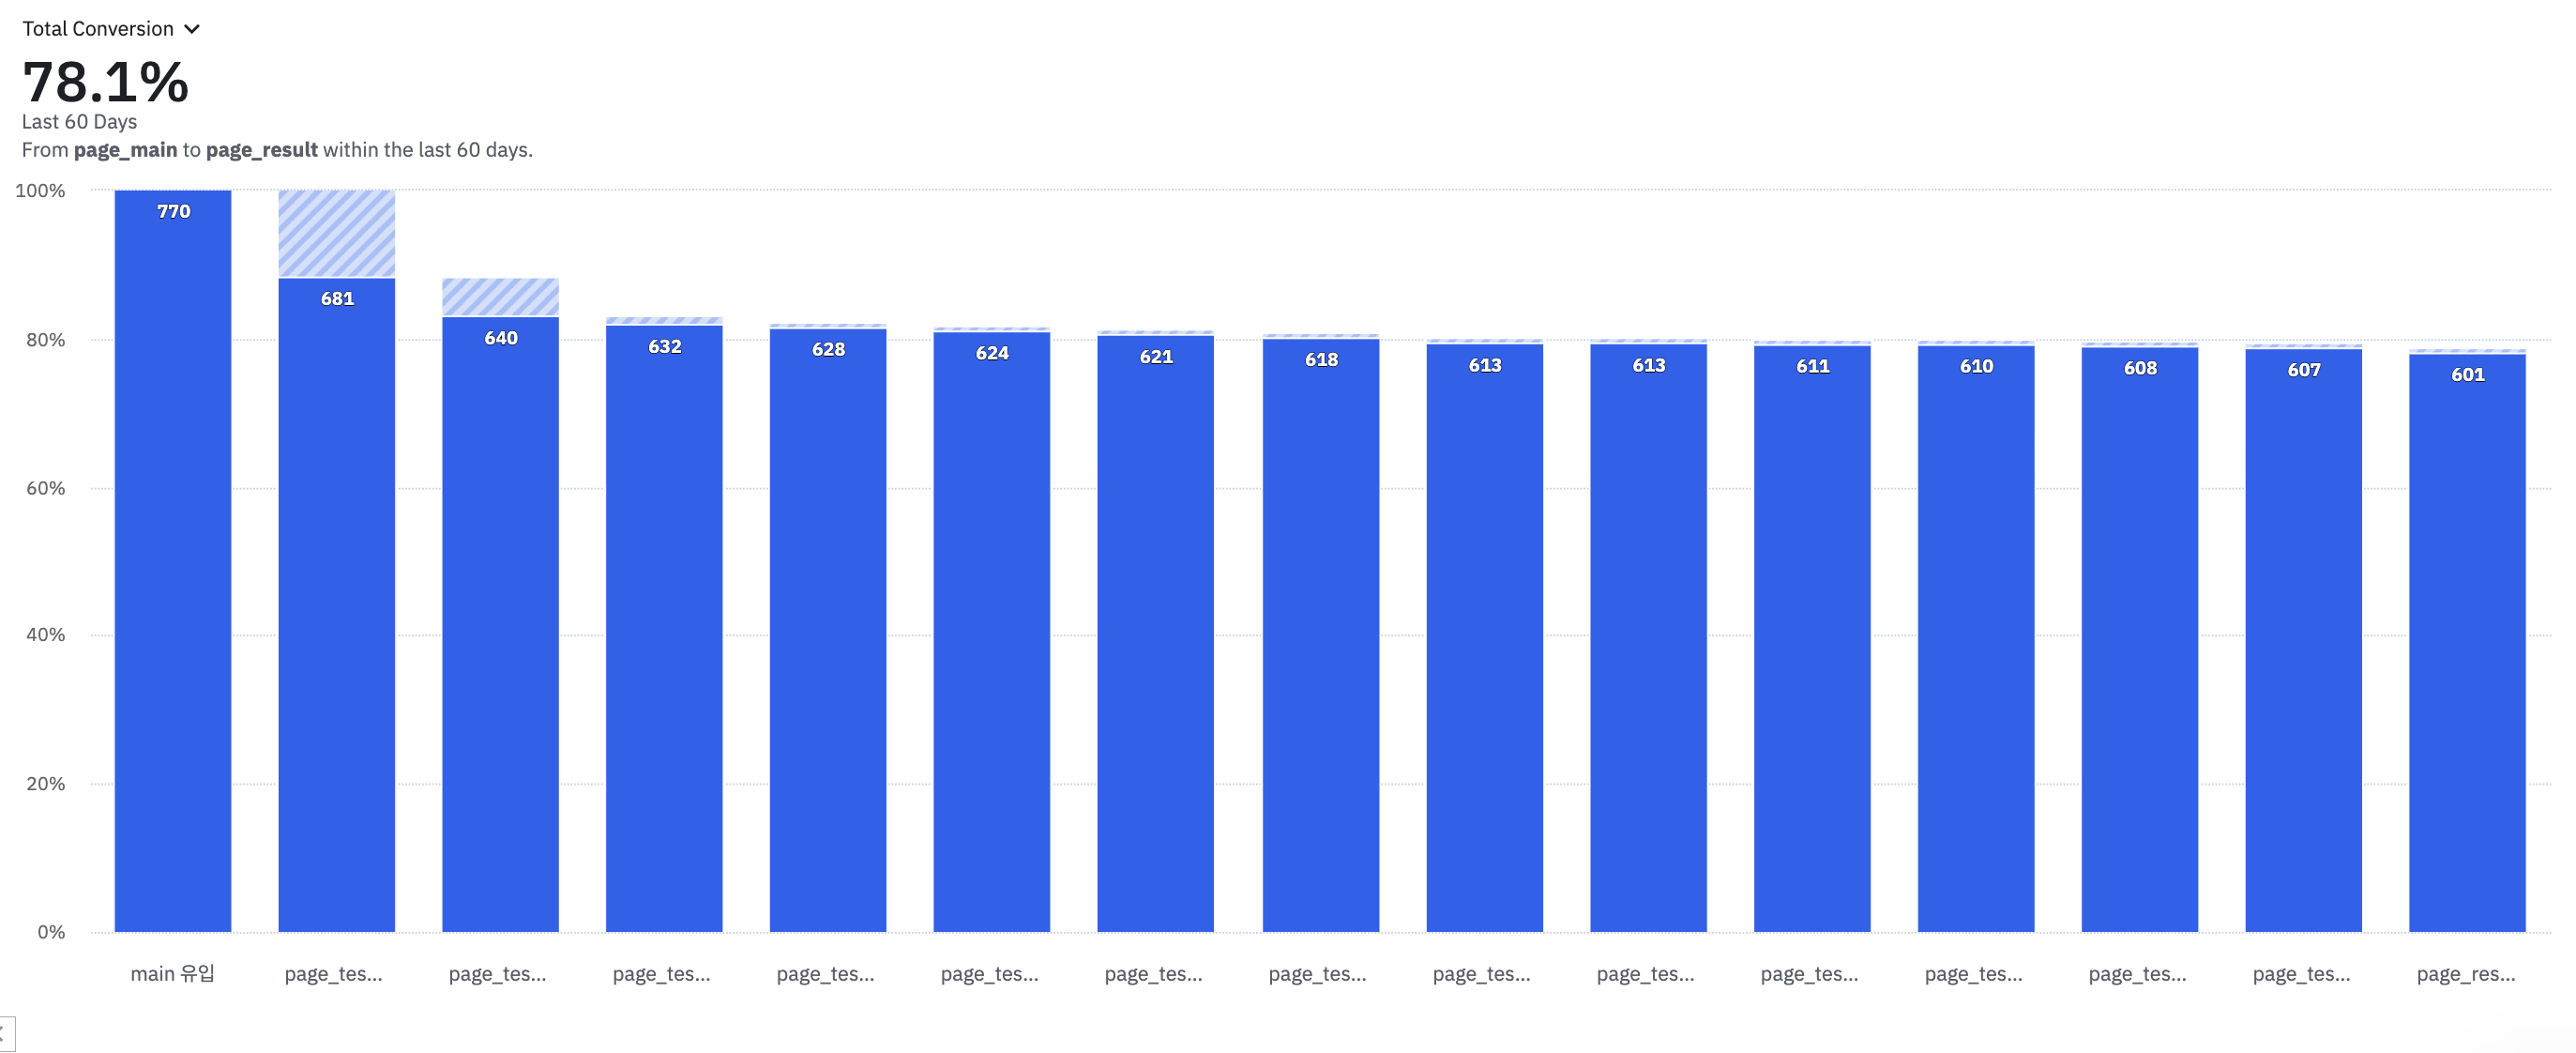 Total Conversion
78.1%
Last 60 Days
From page_main to page_result within the last 60 days.
100%
80%
60%
40%
20%
0%
770
681
640
632
628
624
621
618
613
613
611
610
608
607
601
main 유입
page_tes...
page_tes...
page_tes...
page_tes...
page_tes...
page_tes...
page_tes...
page_tes...
page_tes...
page_tes...
page_tes...
page_tes...
page_tes...
page_res...